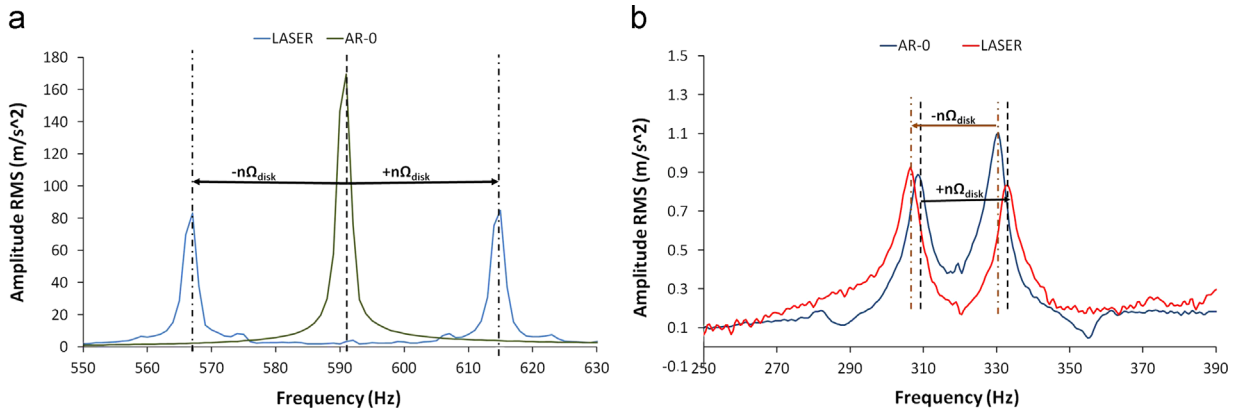 a
LASER AR-0
Amplitude RMS (m/s^2)
180
160
140
120
100
80
60
40
20
0
-nΩdisk +nΩdisk
550 560 570 580 590 600 610 620 630
Frequency (Hz)
b
AR-0 LASER
Amplitude RMS (m/s^2)
1.5
1.3
1.1
0.9
0.7
0.5
0.3
0.1
-0.1
-nΩdisk
+nΩdisk
250 270 290 310 330 350 370 390
Frequency (Hz)